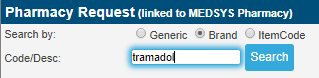 Pharmacy Request (linked to MEDSYS Pharmacy)
Search by: Generic Brand ItemCode
Code/Desc: tramadol Search